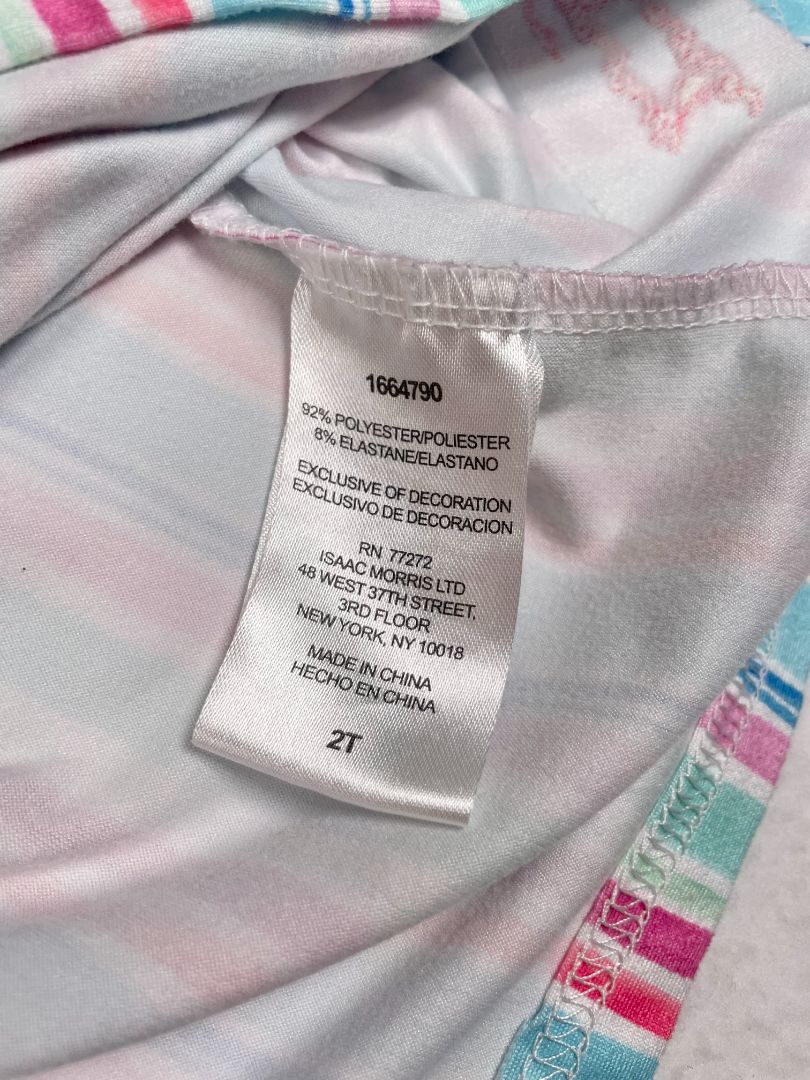 1664790
92% POLYESTER/POLIESTER
8% ELASTANE/ELASTANO
EXCLUSIVE OF DECORATION
EXCLUSIVO DE DECORACION
RN 77272
ISAAC MORRIS LTD
48 WEST 37TH STREET,
3RD FLOOR
NEW YORK, NY 10018
MADE IN CHINA
HECHO EN CHINA
2T